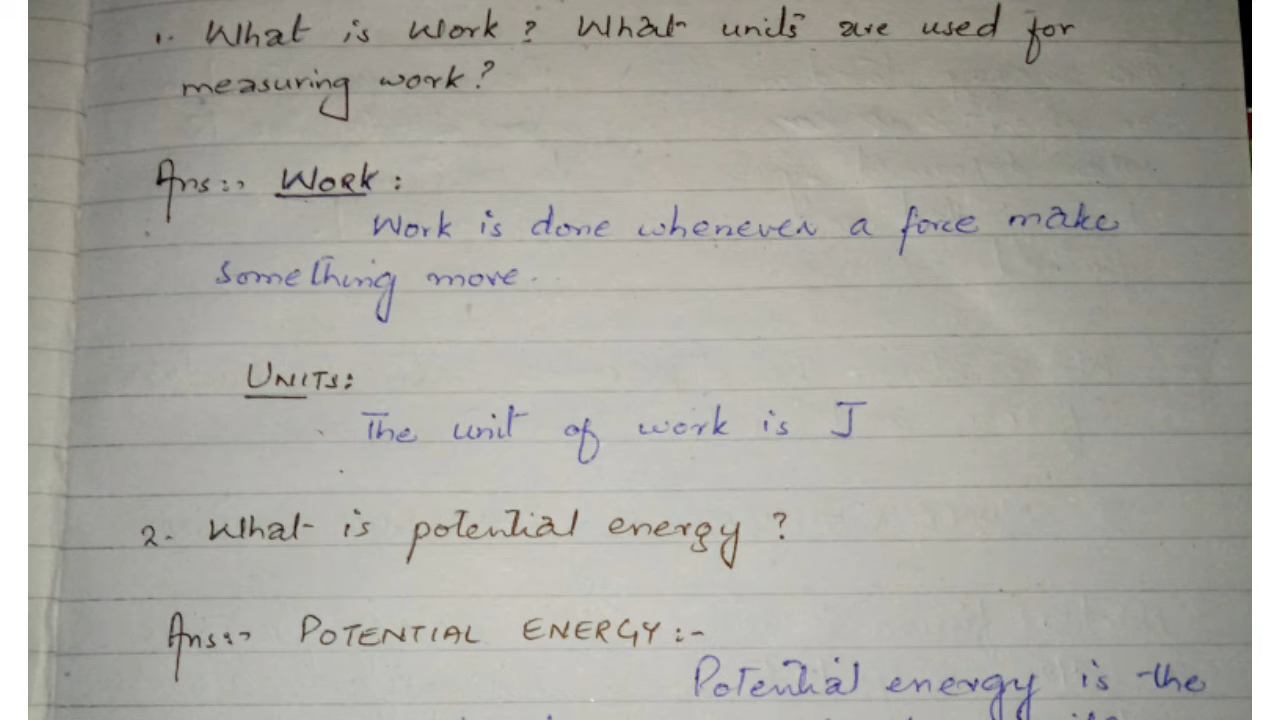 1. What is work? What units are used for
measuring work?
Ans:- WORK:
Work is done whenever a force make
something move.
UNITS:
The unit of work is J
2. What is potential energy?
Ans:- POTENTIAL ENERGY:-
Potential energy is the